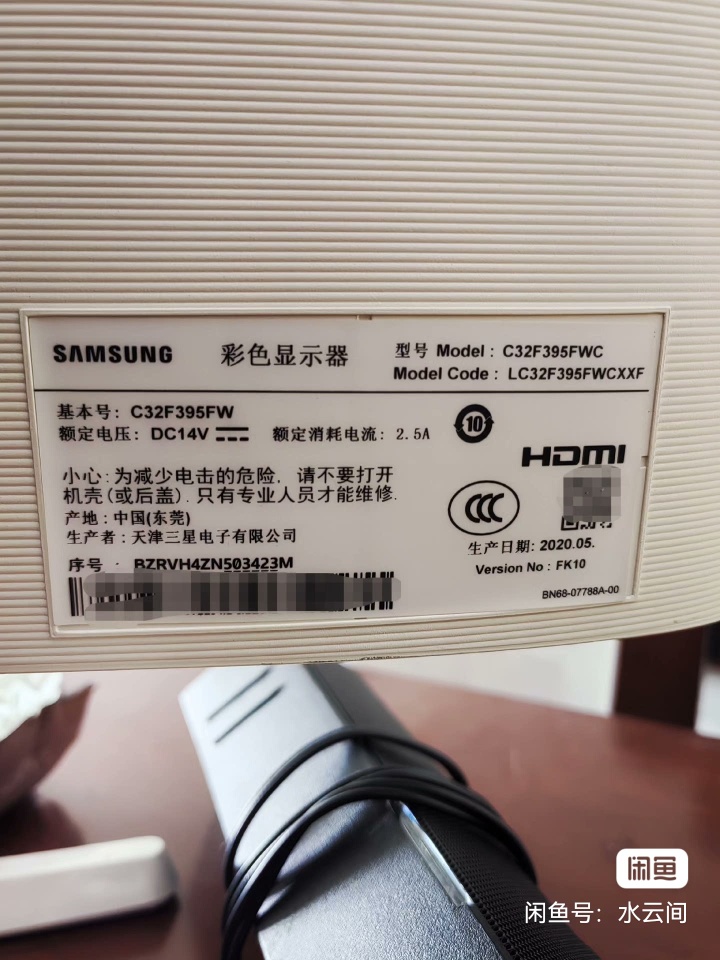 SAMSUNG 彩色显示器
型号 Model : C32F395FWC
Model Code : LC32F395FWCXXF
基本号: C32F395FW
额定电压: DC14V 额定消耗电流: 2.5A
10
HDMI
小心:为减少电击的危险, 请不要打开
机壳(或后盖). 只有专业人员才能维修.
产地:中国(东莞)
生产者:天津三星电子有限公司
CCC
生产日期: 2020.05.
序号 : BZRVH4ZN503423M
Version No : FK10
BN68-07788A-00
闲鱼
闲鱼号: 水云间